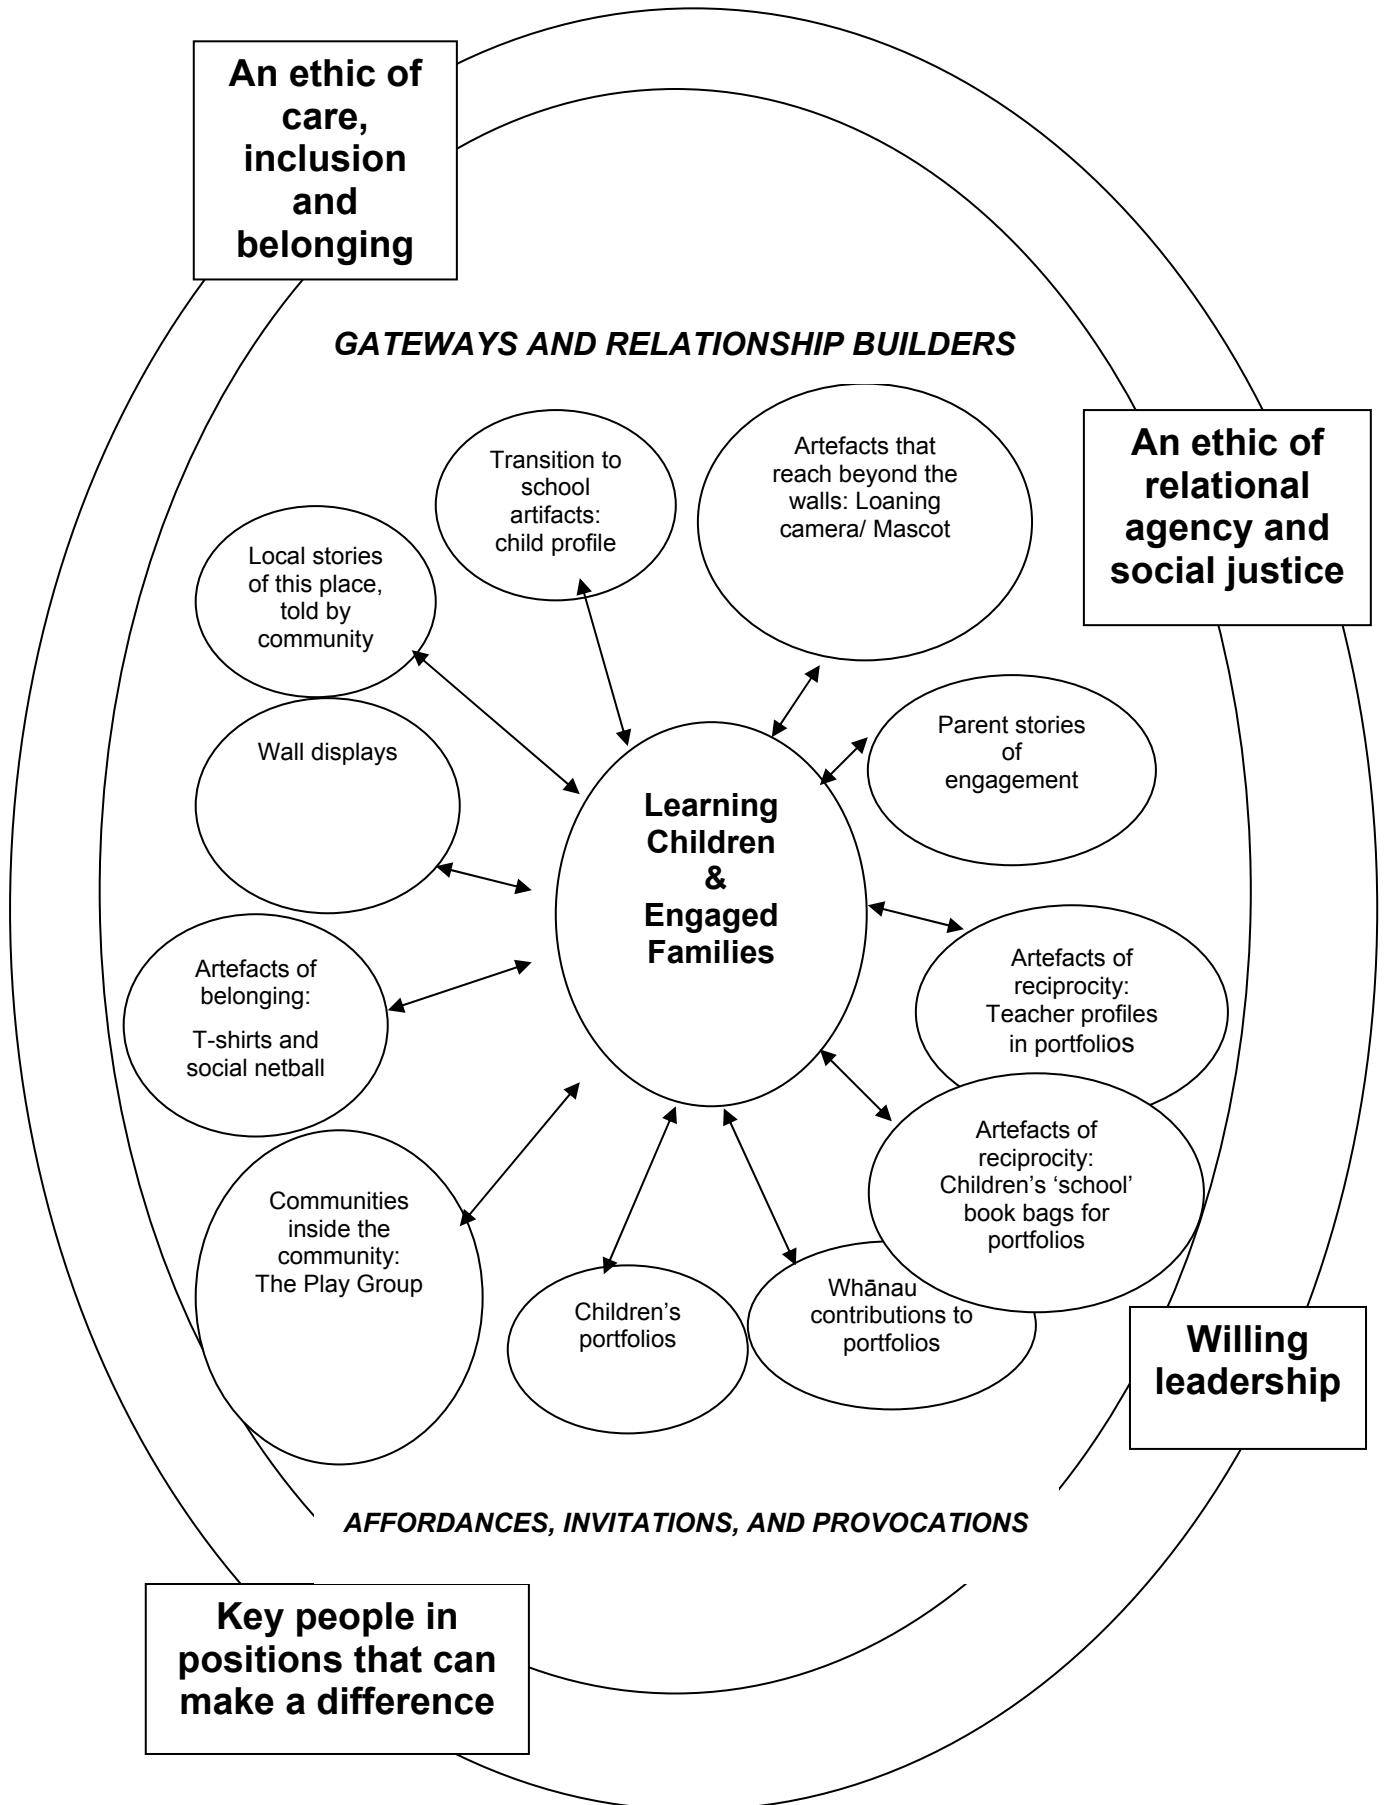 An ethic of
care,
inclusion
and
belonging
GATEWAYS AND RELATIONSHIP BUILDERS
An ethic of
relational
agency and
social justice
Transition to
school
artifacts:
child profile
Artefacts that
reach beyond the
walls: Loaning
camera/ Mascot
Local stories
of this place,
told by
community
Parent stories
of
engagement
Wall displays
Learning
Children
&
Engaged
Families
Artefacts of
belonging:
T-shirts and
social netball
Artefacts of
reciprocity:
Teacher profiles
in portfolios
Artefacts of
reciprocity:
Children's ‘school’
book bags for
portfolios
Communities
inside the
community:
The Play Group
Children's
portfolios
Whānau
contributions to
portfolios
Willing
leadership
AFFORDANCES, INVITATIONS, AND PROVOCATIONS
Key people in
positions that can
make a difference